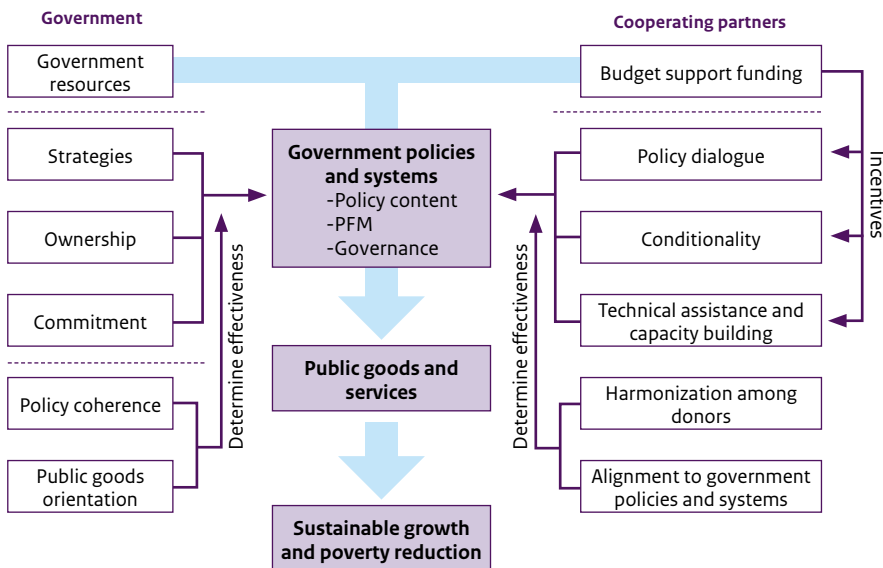 Government
Government
resources
Strategies
Ownership
Commitment
Policy coherence
Public goods
orientation
Determine effectiveness
Government policies
and systems
-Policy content
-PFM
-Governance
Public goods and
services
Sustainable growth
and poverty reduction
Cooperating partners
Budget support funding
Policy dialogue
Conditionality
Technical assistance and
capacity building
Harmonization among
donors
Alignment to government
policies and systems
Determine effectiveness
Incentives